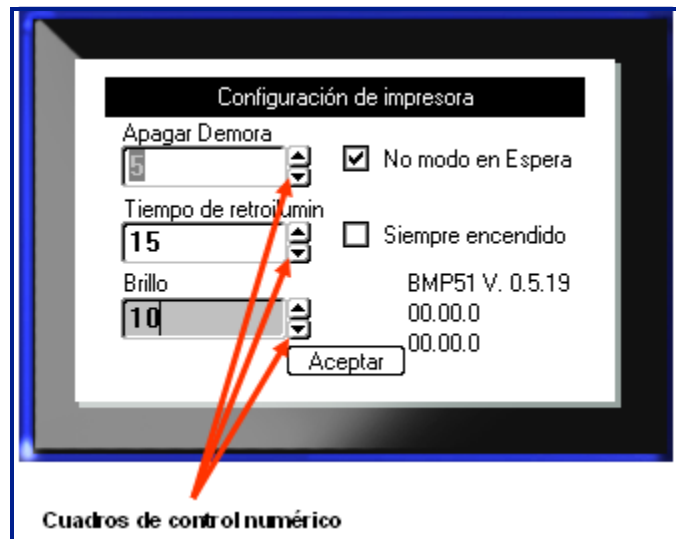 Configuración de impresora
Apagar Demora
5
No modo en Espera
Tiempo de retroilumin
15
Siempre encendido
Brillo
BMP51 V. 0.5.19
10
00.00.0
00.00.0
Aceptar
Cuadros de control numérico